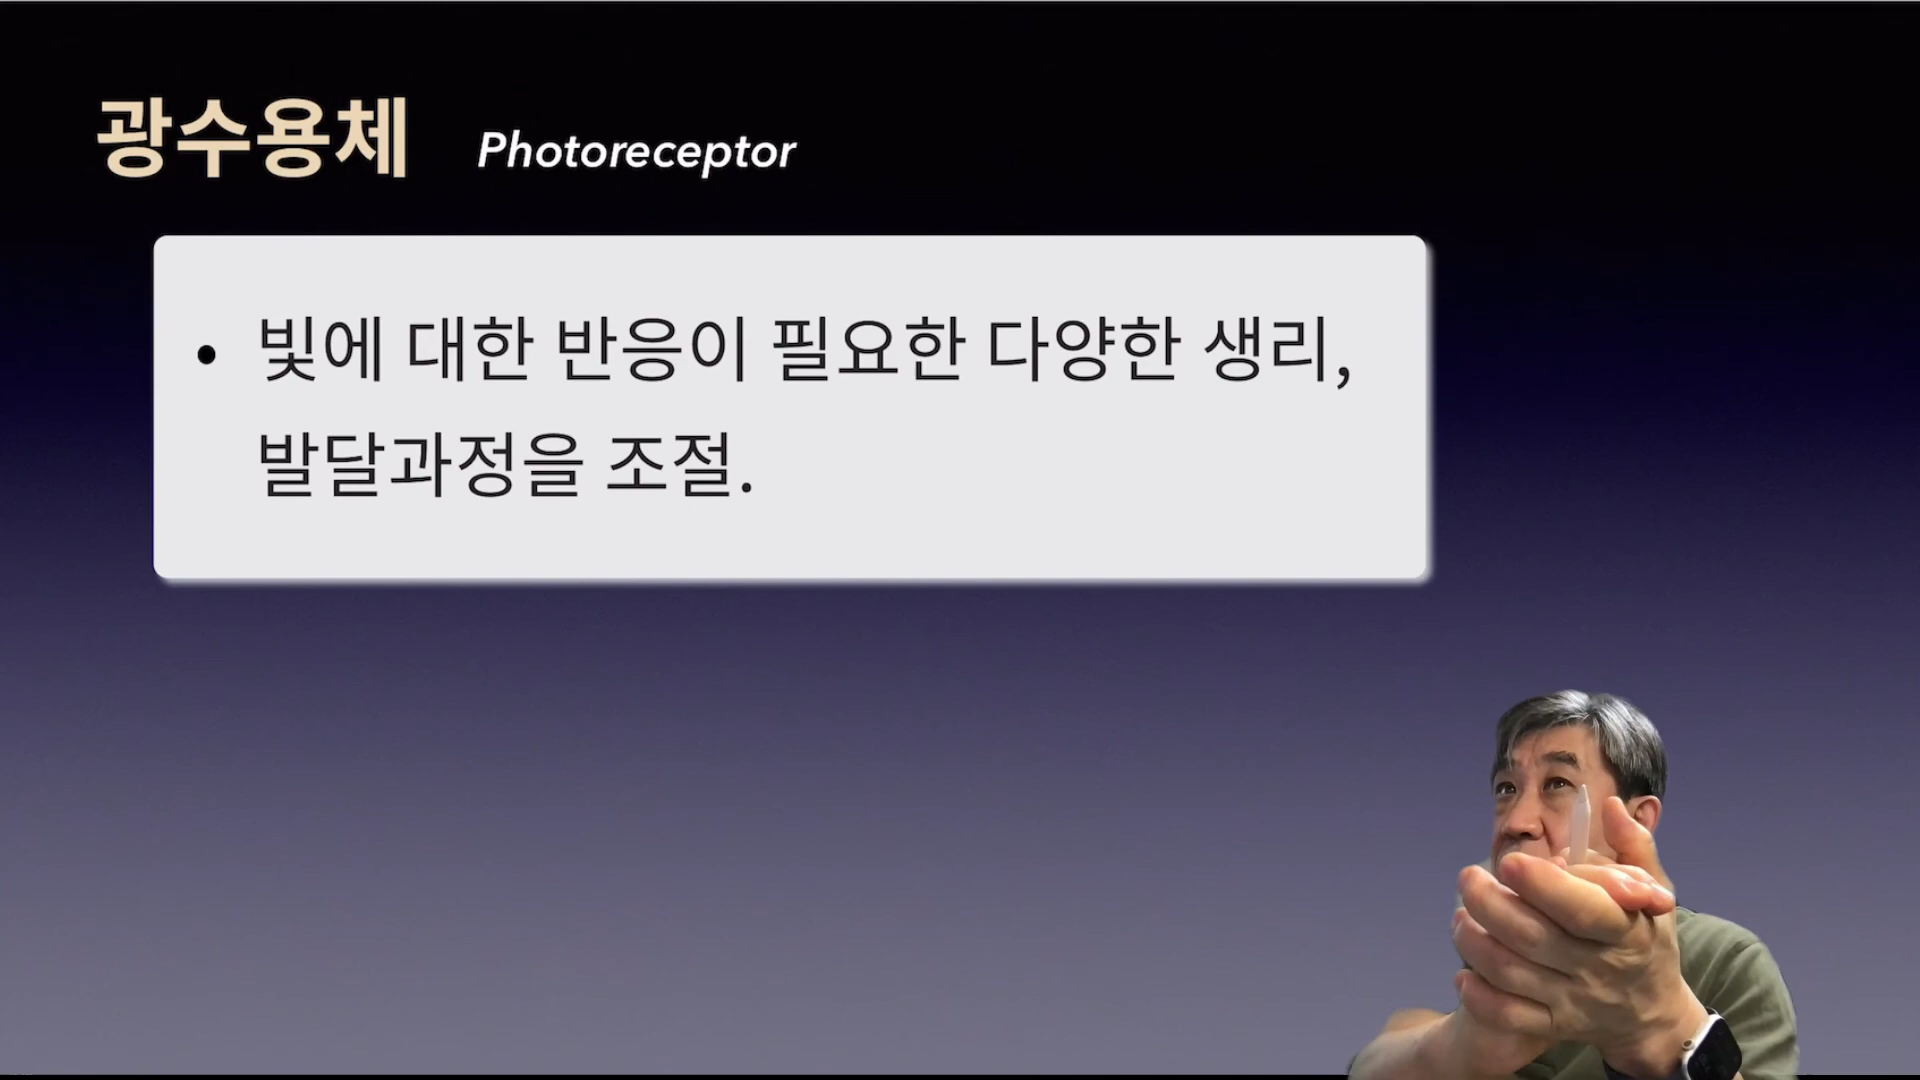 광수용체 Photoreceptor
• 빛에 대한 반응이 필요한 다양한 생리,
발달과정을 조절.